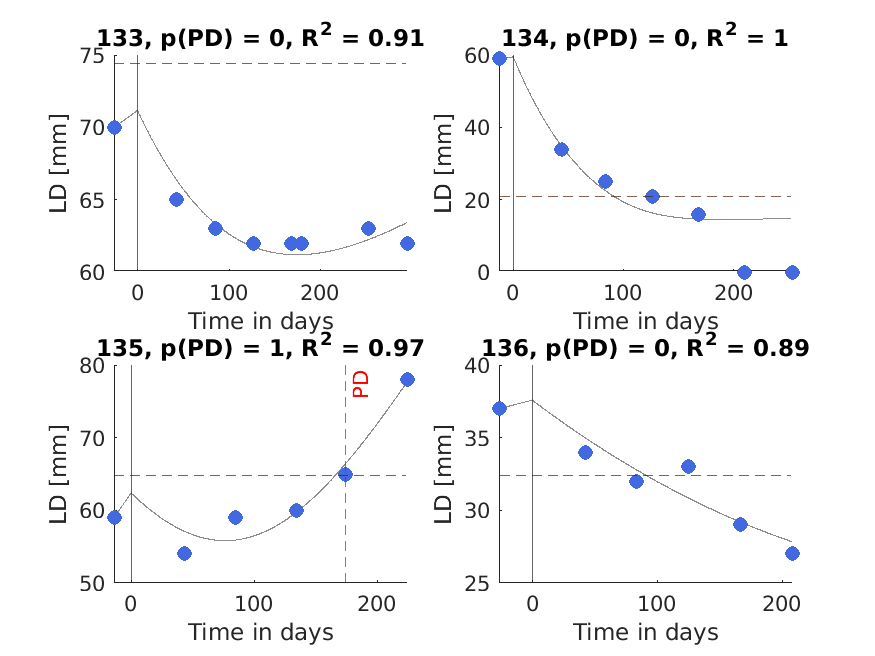 133, p(PD) = 0, R² = 0.91
75
70
65
60
LD [mm]
0 100 200
Time in days
134, p(PD) = 0, R² = 1
60
40
20
0
LD [mm]
0 100 200
Time in days
135, p(PD) = 1, R² = 0.97
80
70
60
50
LD [mm]
PD
0 100 200
Time in days
136, p(PD) = 0, R² = 0.89
40
35
30
25
LD [mm]
0 100 200
Time in days